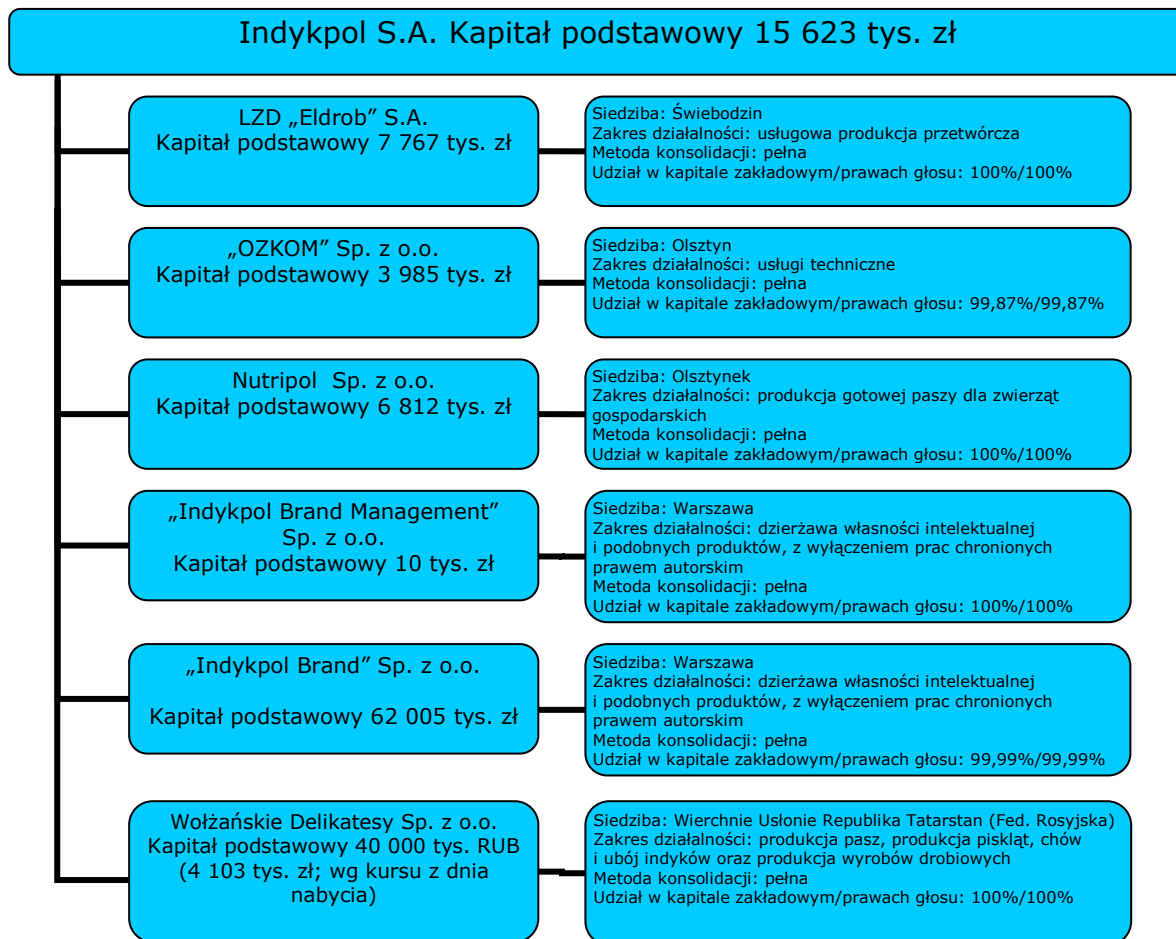 Indykpol S.A. Kapitał podstawowy 15 623 tys. zł
LZD „Eldrob” S.A.
Kapitał podstawowy 7 767 tys. zł
Siedziba: Świebodzin
Zakres działalności: usługowa produkcja przetwórcza
Metoda konsolidacji: pełna
Udział w kapitale zakładowym/prawach głosu: 100%/100%
„OZKOM” Sp. z o.o.
Kapitał podstawowy 3 985 tys. zł
Siedziba: Olsztyn
Zakres działalności: usługi techniczne
Metoda konsolidacji: pełna
Udział w kapitale zakładowym/prawach głosu: 99,87%/99,87%
Nutripol Sp. z o.o.
Kapitał podstawowy 6 812 tys. zł
Siedziba: Olsztynek
Zakres działalności: produkcja gotowej paszy dla zwierząt
gospodarskich
Metoda konsolidacji: pełna
Udział w kapitale zakładowym/prawach głosu: 100%/100%
„Indykpol Brand Management”
Sp. z o.o.
Kapitał podstawowy 10 tys. zł
Siedziba: Warszawa
Zakres działalności: dzierżawa własności intelektualnej
i podobnych produktów, z wyłączeniem prac chronionych
prawem autorskim
Metoda konsolidacji: pełna
Udział w kapitale zakładowym/prawach głosu: 100%/100%
„Indykpol Brand” Sp. z o.o.
Kapitał podstawowy 62 005 tys. zł
Siedziba: Warszawa
Zakres działalności: dzierżawa własności intelektualnej
i podobnych produktów, z wyłączeniem prac chronionych
prawem autorskim
Metoda konsolidacji: pełna
Udział w kapitale zakładowym/prawach głosu: 99,99%/99,99%
Wołżańskie Delikatesy Sp. z o.o.
Kapitał podstawowy 40 000 tys. RUB
(4 103 tys. zł; wg kursu z dnia
nabycia)
Siedziba: Wierchnie Usłonie Republika Tatarstan (Fed. Rosyjska)
Zakres działalności: produkcja pasz, produkcja piskląt, chów
i ubój indyków oraz produkcja wyrobów drobiowych
Metoda konsolidacji: pełna
Udział w kapitale zakładowym/prawach głosu: 100%/100%